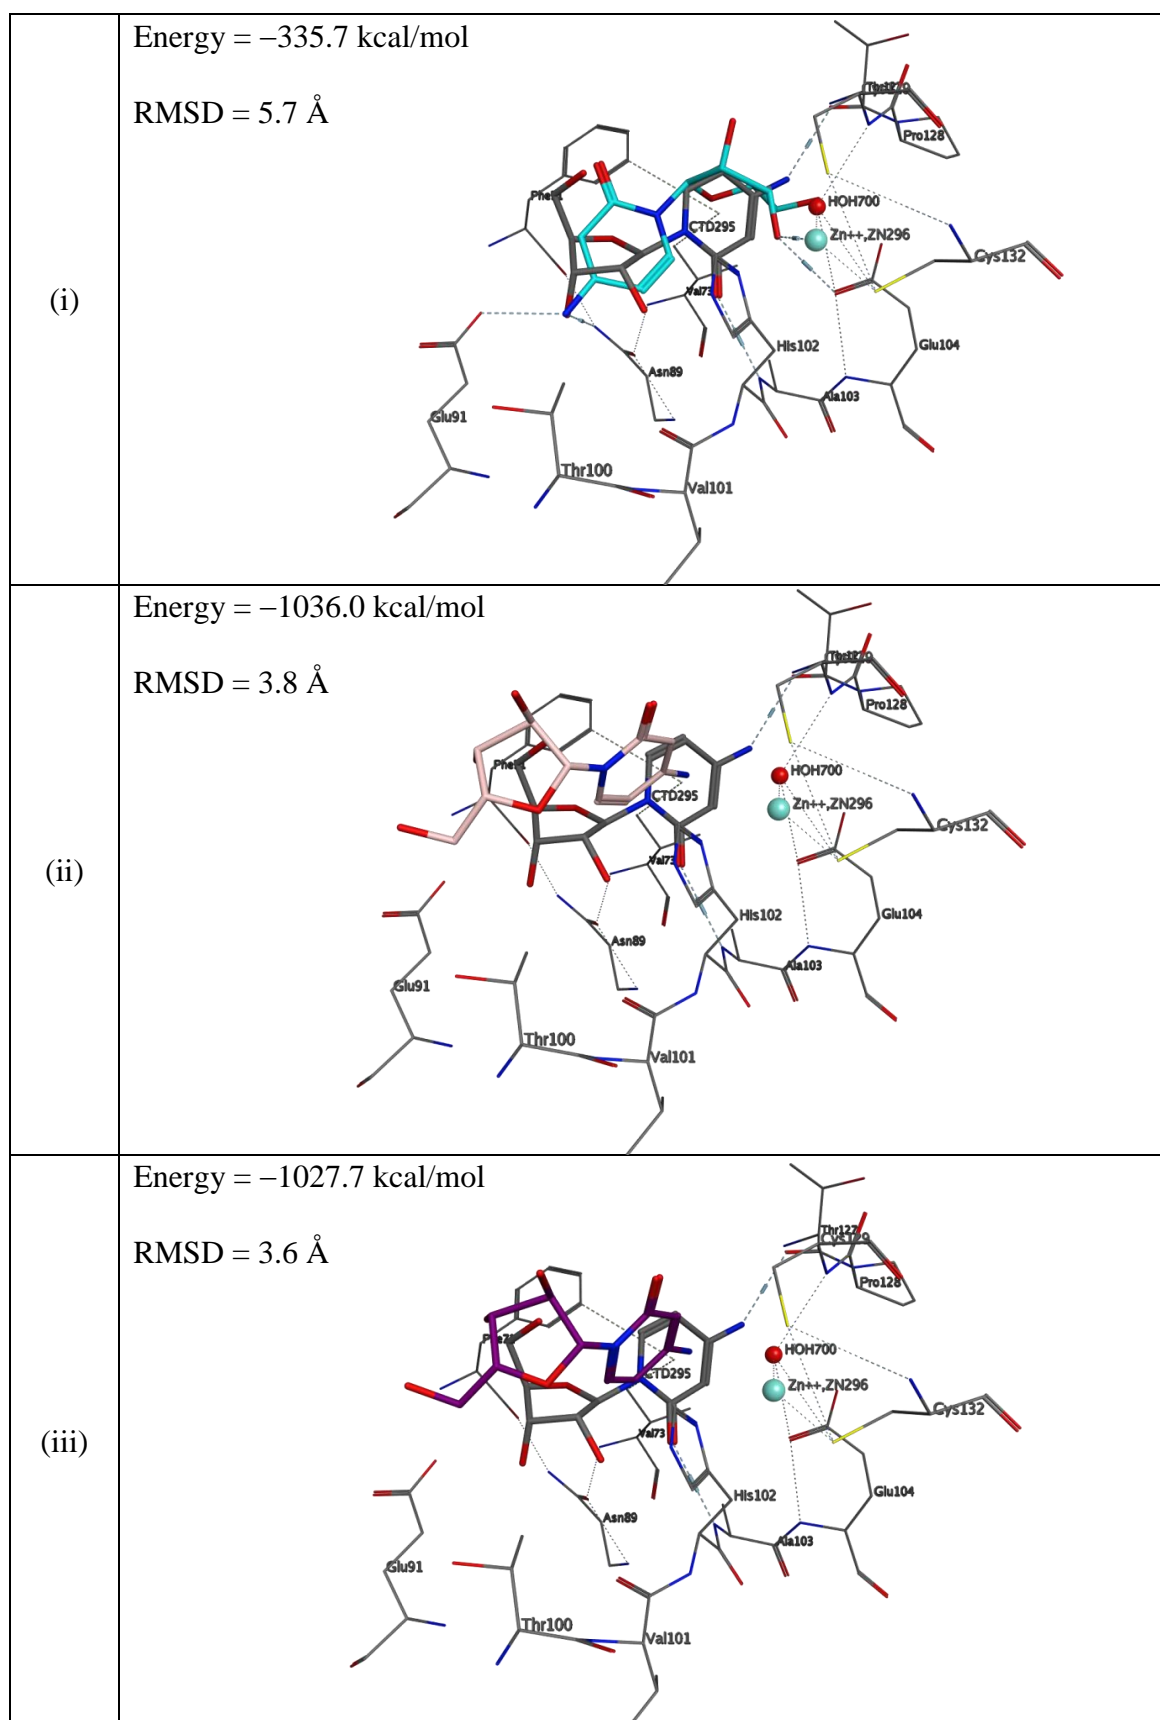 Energy = −335.7 kcal/mol
RMSD = 5.7 Å
(i)
Pro128
HOH700
CTD295
Zn++,ZN296
Cys132
Val73
His102
Glu104
Asn89
Ala103
Glu91
Thr100
Val101
Energy = −1036.0 kcal/mol
RMSD = 3.8 Å
(ii)
Pro128
HOH700
CTD295
Zn++,ZN296
Cys132
Val73
His102
Glu104
Asn89
Ala103
Glu91
Thr100
Val101
Energy = −1027.7 kcal/mol
RMSD = 3.6 Å
(iii)
Thr127
Cys129
Pro128
HOH700
CTD295
Zn++,ZN296
Cys132
Val73
His102
Glu104
Asn89
Ala103
Glu91
Thr100
Val101